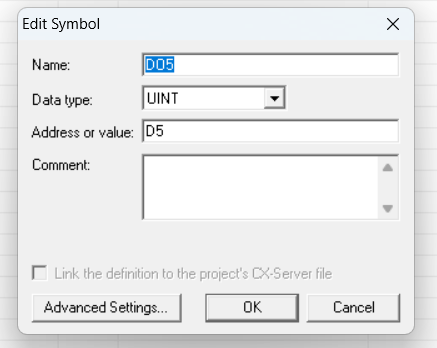 Edit Symbol
Name: DO5
Data type: UINT
Address or value: D5
Comment:
Link the definition to the project's CX-Server file
Advanced Settings...
OK
Cancel